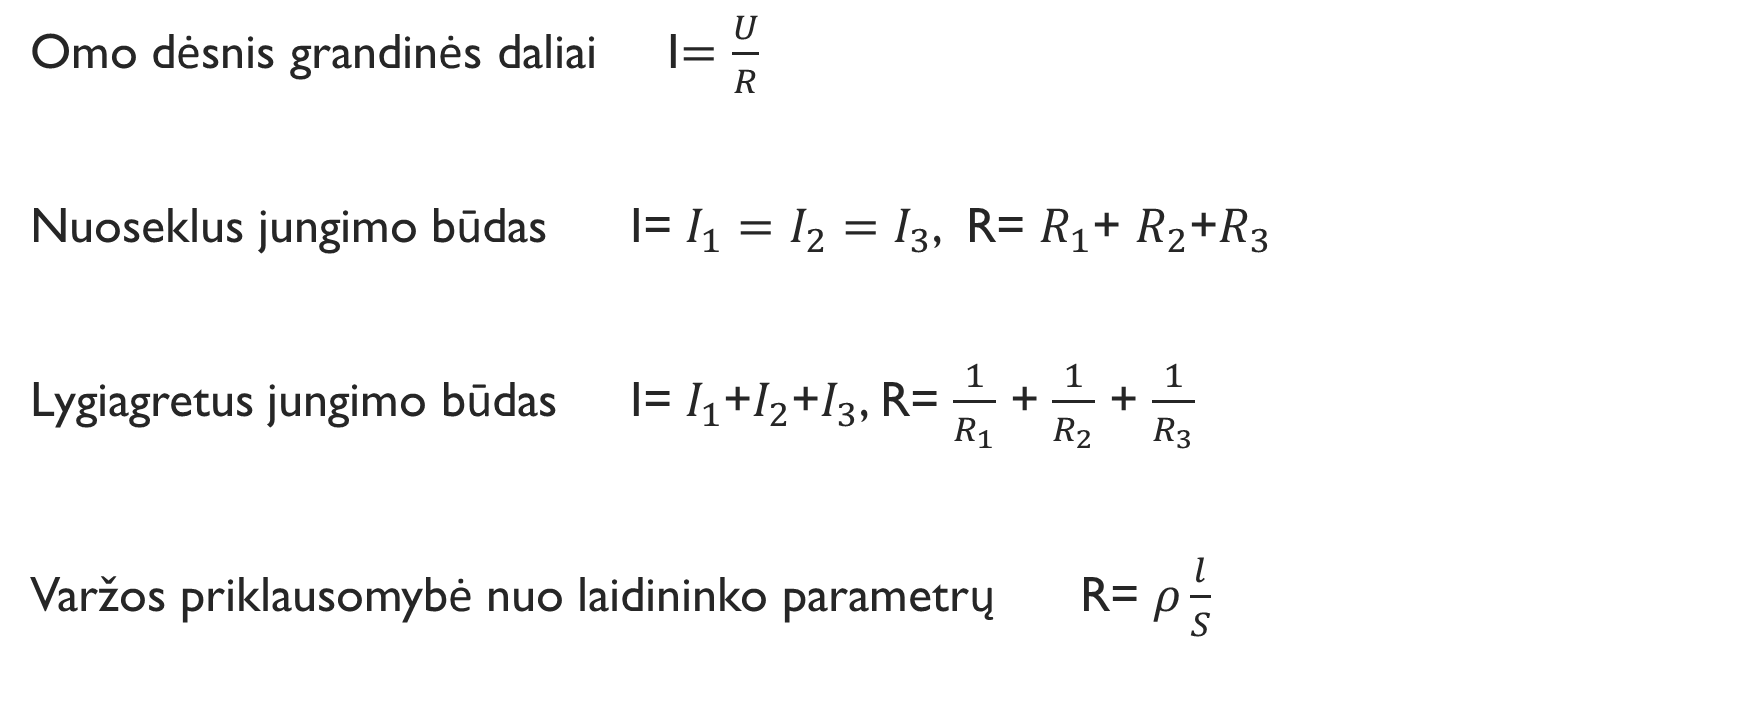 Omo dėsnis grandinės daliai I= U/R
Nuoseklus jungimo būdas I= I₁ = I₂ = I₃, R= R₁+ R₂+R₃
Lygiagretus jungimo būdas I= I₁+I₂+I₃, R= 1/R₁ + 1/R₂ + 1/R₃
Varžos priklausomybė nuo laidininko parametrų R= ρ l/S